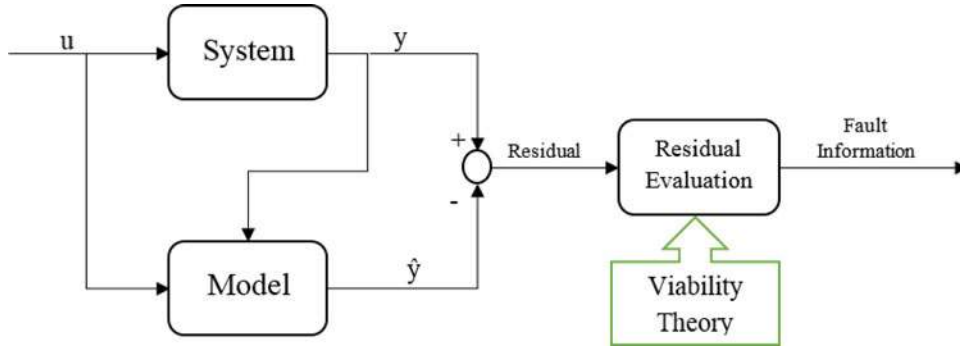 u
System
y
+
-
Residual
Residual
Evaluation
Fault
Information
Model
ŷ
Viability
Theory